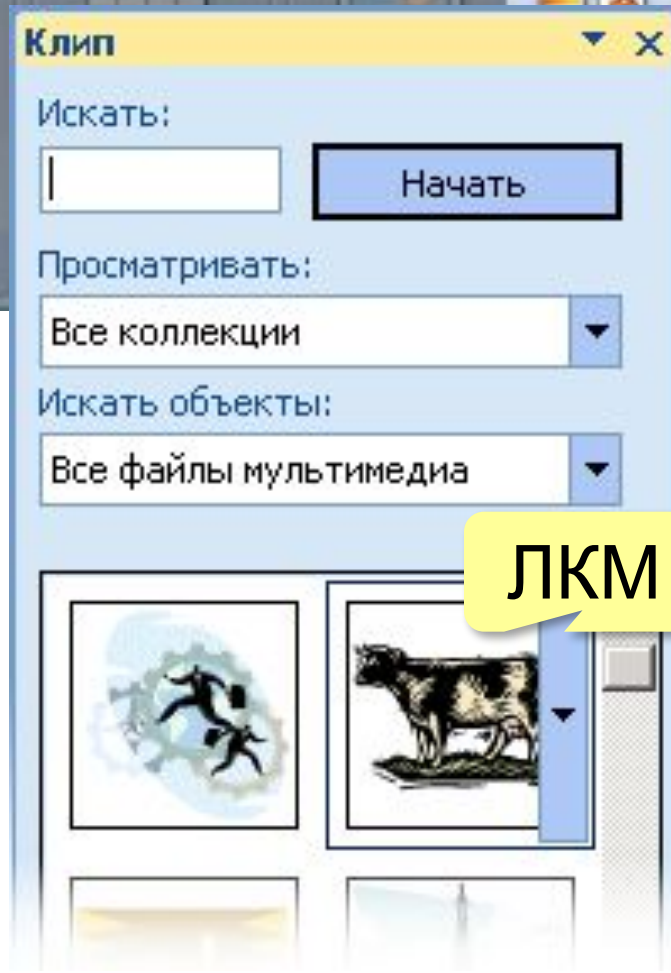 Клип
Искать:
Начать
Просматривать:
Все коллекции
Искать объекты:
Все файлы мультимедиа
ЛКМ